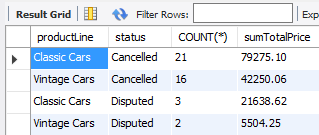 Result Grid Filter Rows: Exp
productLine status COUNT(*) sumTotalPrice
Classic Cars Cancelled 21 79275.10
Vintage Cars Cancelled 16 42250.06
Classic Cars Disputed 3 21638.62
Vintage Cars Disputed 2 5504.25